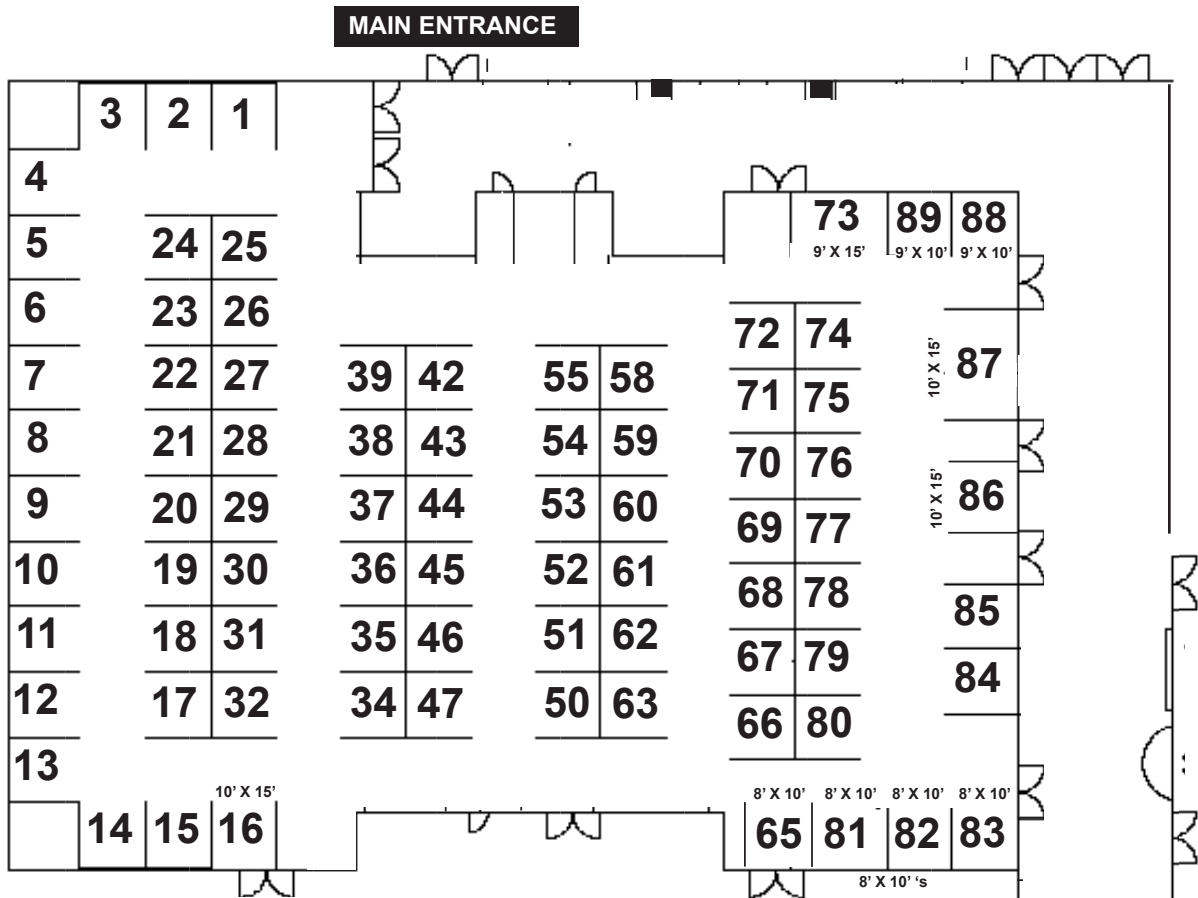 MAIN ENTRANCE
3 2 1
4
73 89 88
9’ X 15’ 9’ X 10’ 9’ X 10’
5 24 25
6 23 26
72 74
7 22 27 39 42 55 58
10’ X 15’ 87
71 75
8 21 28 38 43 54 59
70 76
9 20 29 37 44 53 60
10’ X 15’ 86
69 77
10 19 30 36 45 52 61
68 78
85
11 18 31 35 46 51 62
67 79
84
12 17 32 34 47 50 63
66 80
13
10’ X 15’ 8’ X 10’ 8’ X 10’ 8’ X 10’ 8’ X 10’
14 15 16 65 81 82 83
8’ X 10’ ‘s